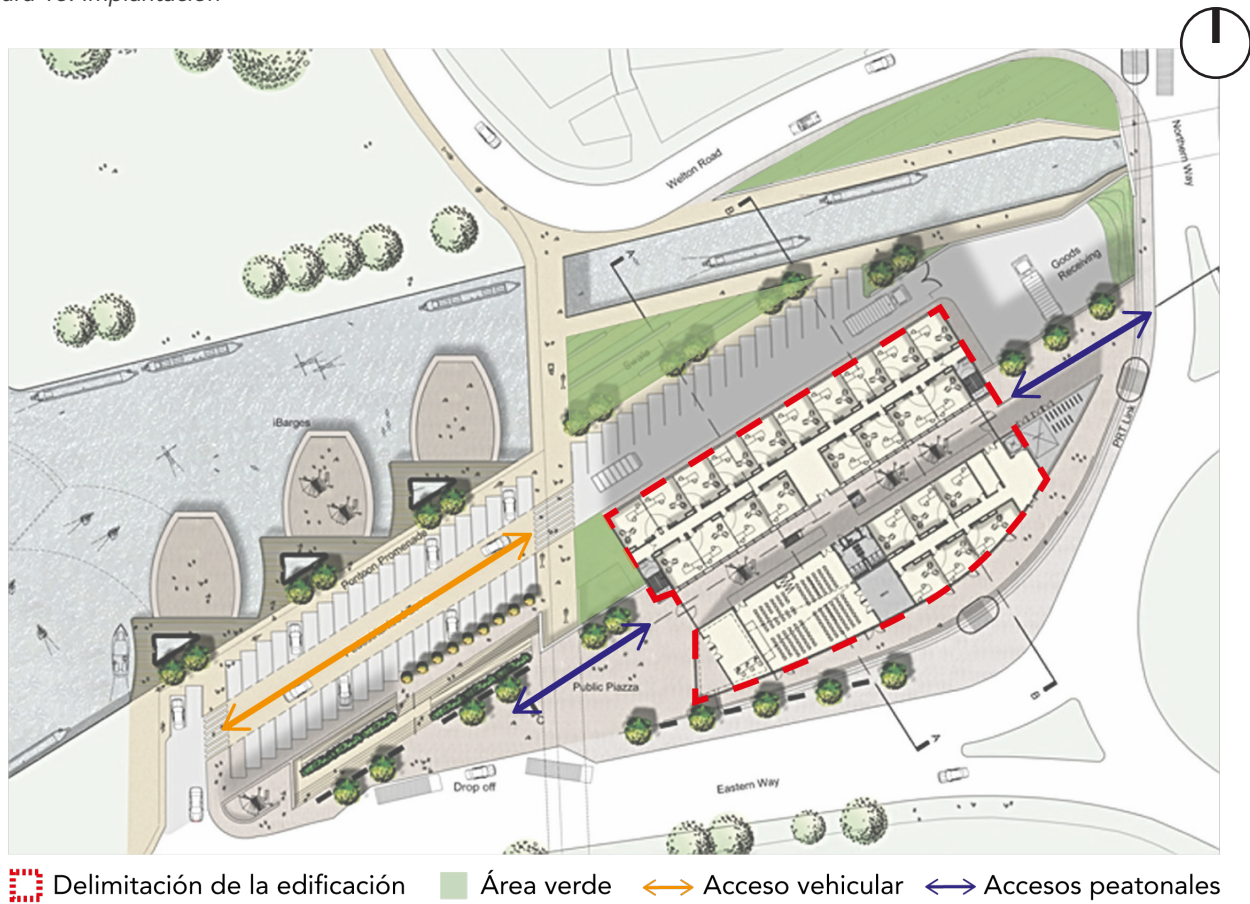 Welton Road
Northern Way
B
A
Goods
Receiving
Swale
PRT Link
iBarges
Pontoon Promenade
Public Piazza
B
A
Drop off
Eastern Way
Delimitación de la edificación
Área verde
Acceso vehicular
Accesos peatonales